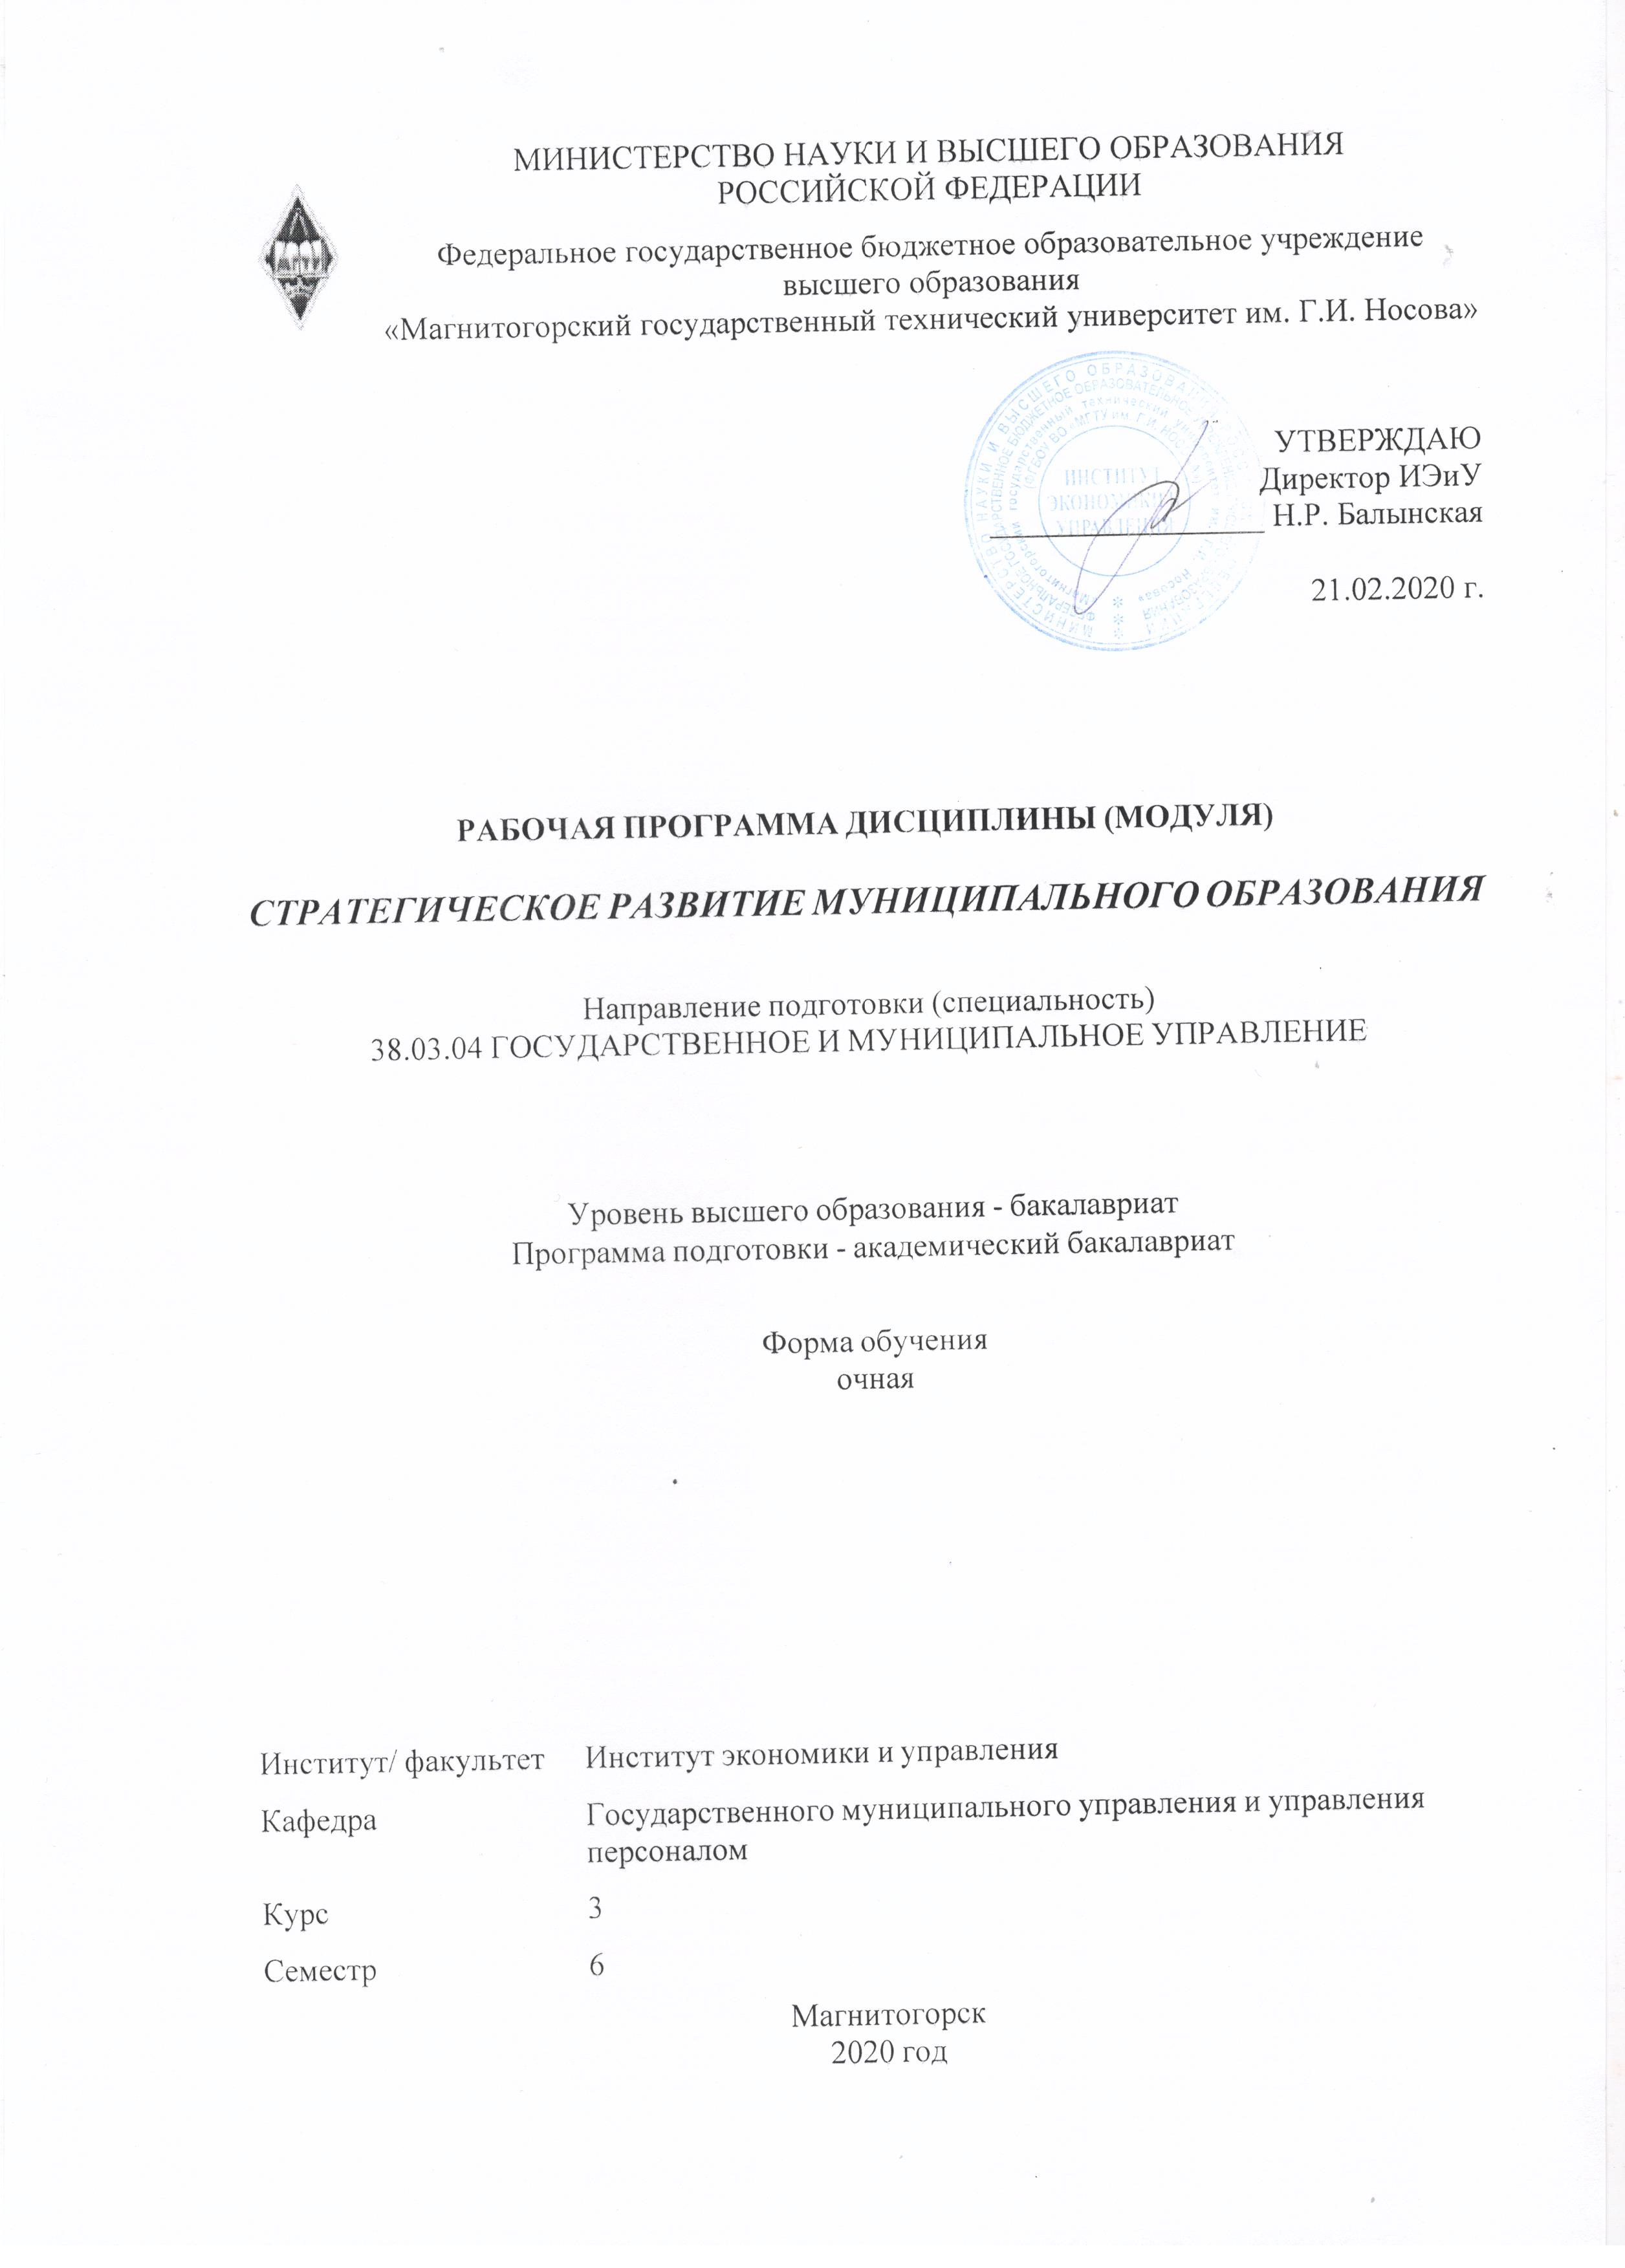 МИНИСТЕРСТВО НАУКИ И ВЫСШЕГО ОБРАЗОВАНИЯ
РОССИЙСКОЙ ФЕДЕРАЦИИ
Федеральное государственное бюджетное образовательное учреждение
высшего образования
«Магнитогорский государственный технический университет им. Г.И. Носова»
ИНСТИТУТ
ЭКОНОМИКИ И
УПРАВЛЕНИЯ
УТВЕРЖДАЮ
Директор ИЭиУ
Н.Р. Балынская
21.02.2020 г.
РАБОЧАЯ ПРОГРАММА ДИСЦИПЛИНЫ (МОДУЛЯ)
СТРАТЕГИЧЕСКОЕ РАЗВИТИЕ МУНИЦИПАЛЬНОГО ОБРАЗОВАНИЯ
Направление подготовки (специальность)
38.03.04 ГОСУДАРСТВЕННОЕ И МУНИЦИПАЛЬНОЕ УПРАВЛЕНИЕ
Уровень высшего образования - бакалавриат
Программа подготовки - академический бакалавриат
Форма обучения
очная
Институт/ факультет Институт экономики и управления
Кафедра Государственного муниципального управления и управления
персоналом
Курс 3
Семестр 6
Магнитогорск
2020 год